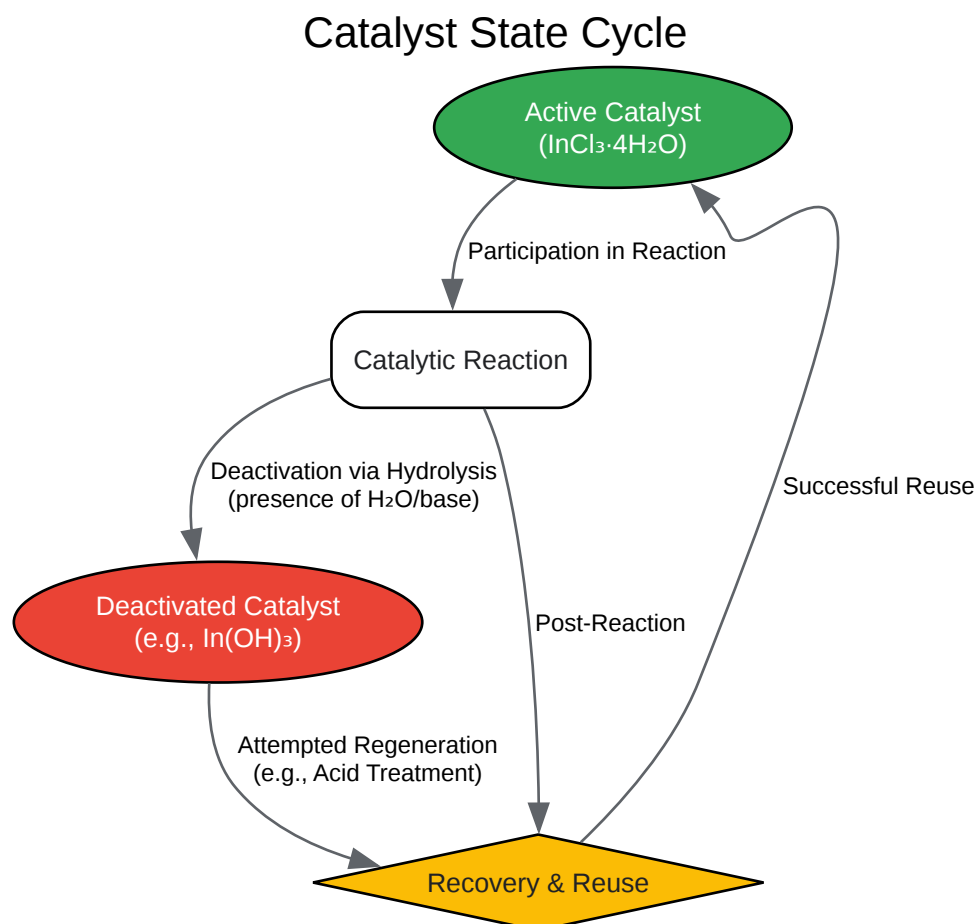 Catalyst State Cycle
Active Catalyst
(InCl₃·4H₂O)
Participation in Reaction
Catalytic Reaction
Deactivation via Hydrolysis
(presence of H₂O/base)
Successful Reuse
Deactivated Catalyst
(e.g., In(OH)₃)
Post-Reaction
Attempted Regeneration
(e.g., Acid Treatment)
Recovery & Reuse